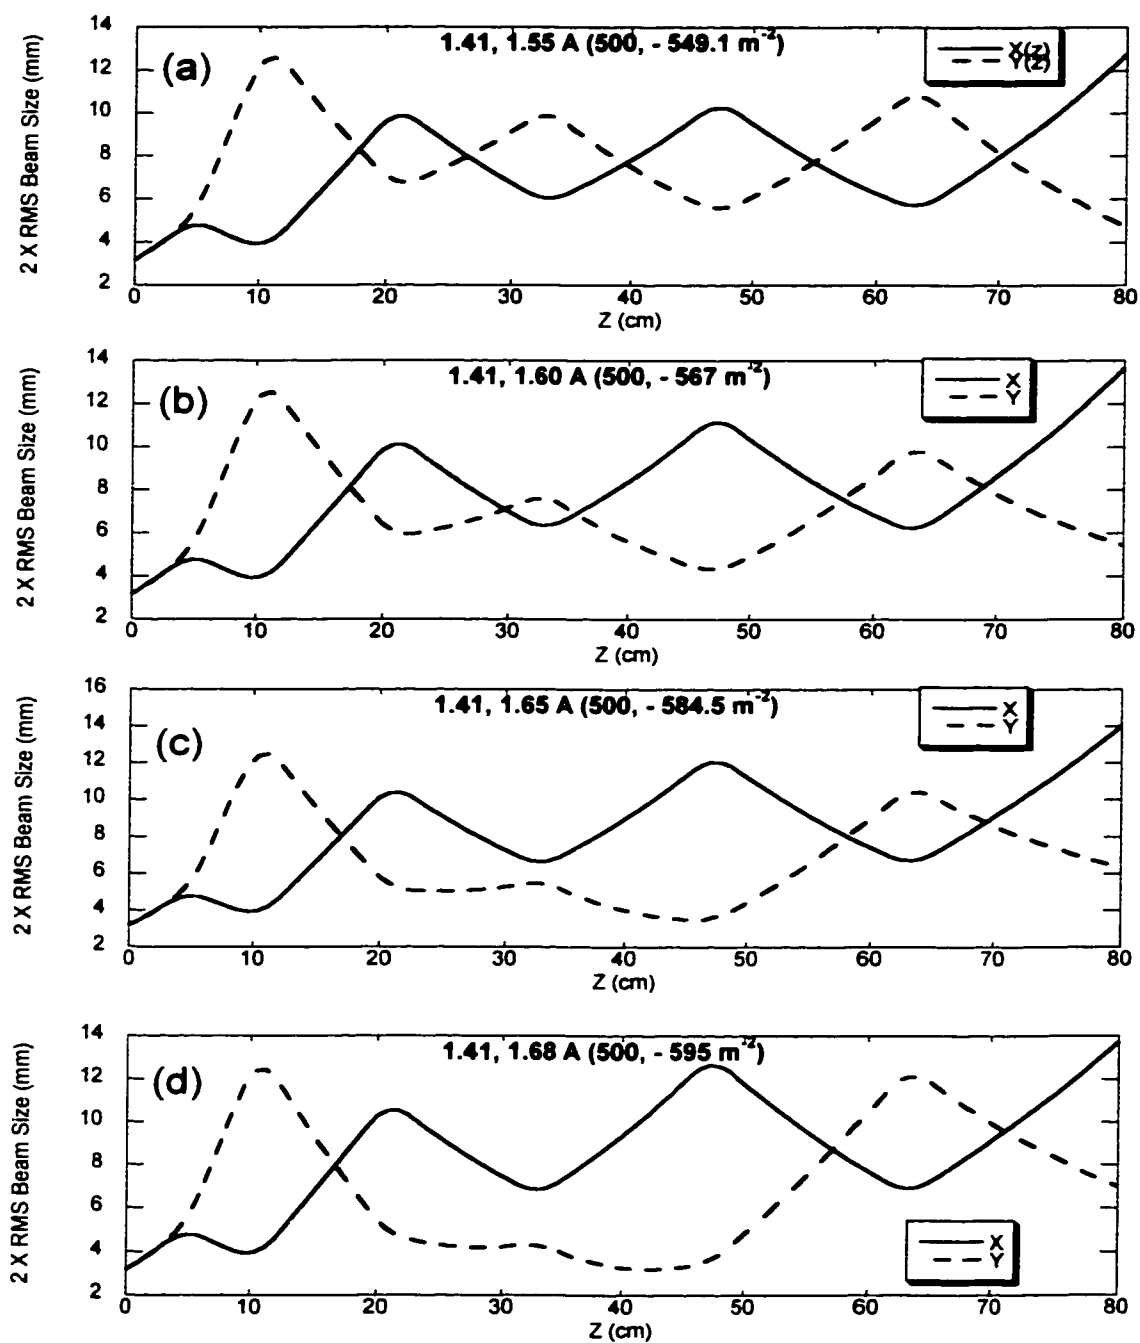 14
12
10
8
6
4
2
2 X RMS Beam Size (mm)
(a)
1.41, 1.55 A (500, - 549.1 m⁻²)
X(z)
Y(z)
0 10 20 30 40 50 60 70 80
Z (cm)
14
12
10
8
6
4
2
2 X RMS Beam Size (mm)
(b)
1.41, 1.60 A (500, - 567 m⁻²)
X
Y
0 10 20 30 40 50 60 70 80
Z (cm)
16
14
12
10
8
6
4
2
2 X RMS Beam Size (mm)
(c)
1.41, 1.65 A (500, - 584.5 m⁻²)
X
Y
0 10 20 30 40 50 60 70 80
Z (cm)
14
12
10
8
6
4
2
2 X RMS Beam Size (mm)
(d)
1.41, 1.68 A (500, - 595 m⁻²)
X
Y
0 10 20 30 40 50 60 70 80
Z (cm)